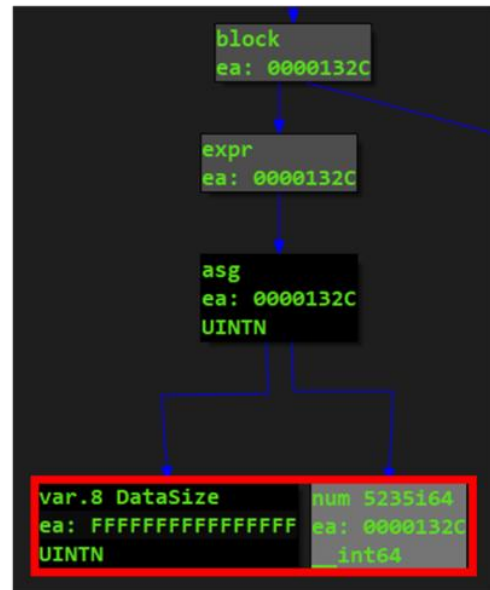 block
ea: 0000132C
expr
ea: 0000132C
asg
ea: 0000132C
UINTN
var.8 DataSize
ea: FFFFFFFFFFFFFFFF
UINTN
num 5235i64
ea: 0000132C
__int64